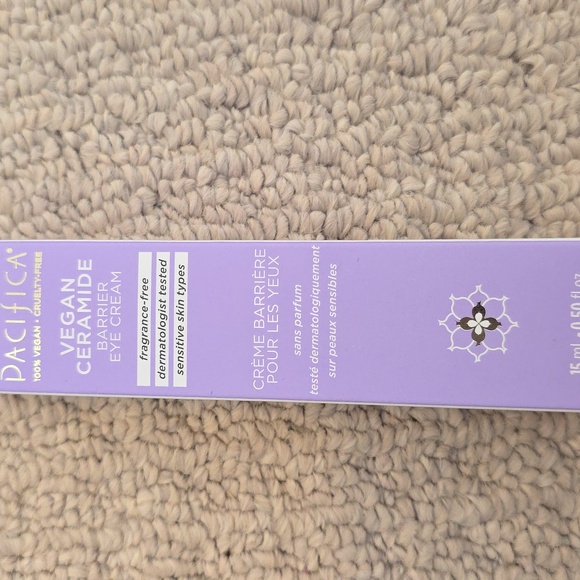 PACIFICA®
100% VEGAN • CRUELTY-FREE
VEGAN
CERAMIDE
BARRIER
EYE CREAM
fragrance-free
dermatologist tested
sensitive skin types
CRÈME BARRIÈRE
POUR LES YEUX
sans parfum
testé dermatologiquement
sur peaux sensibles
15 ml • 0.50 fl oz